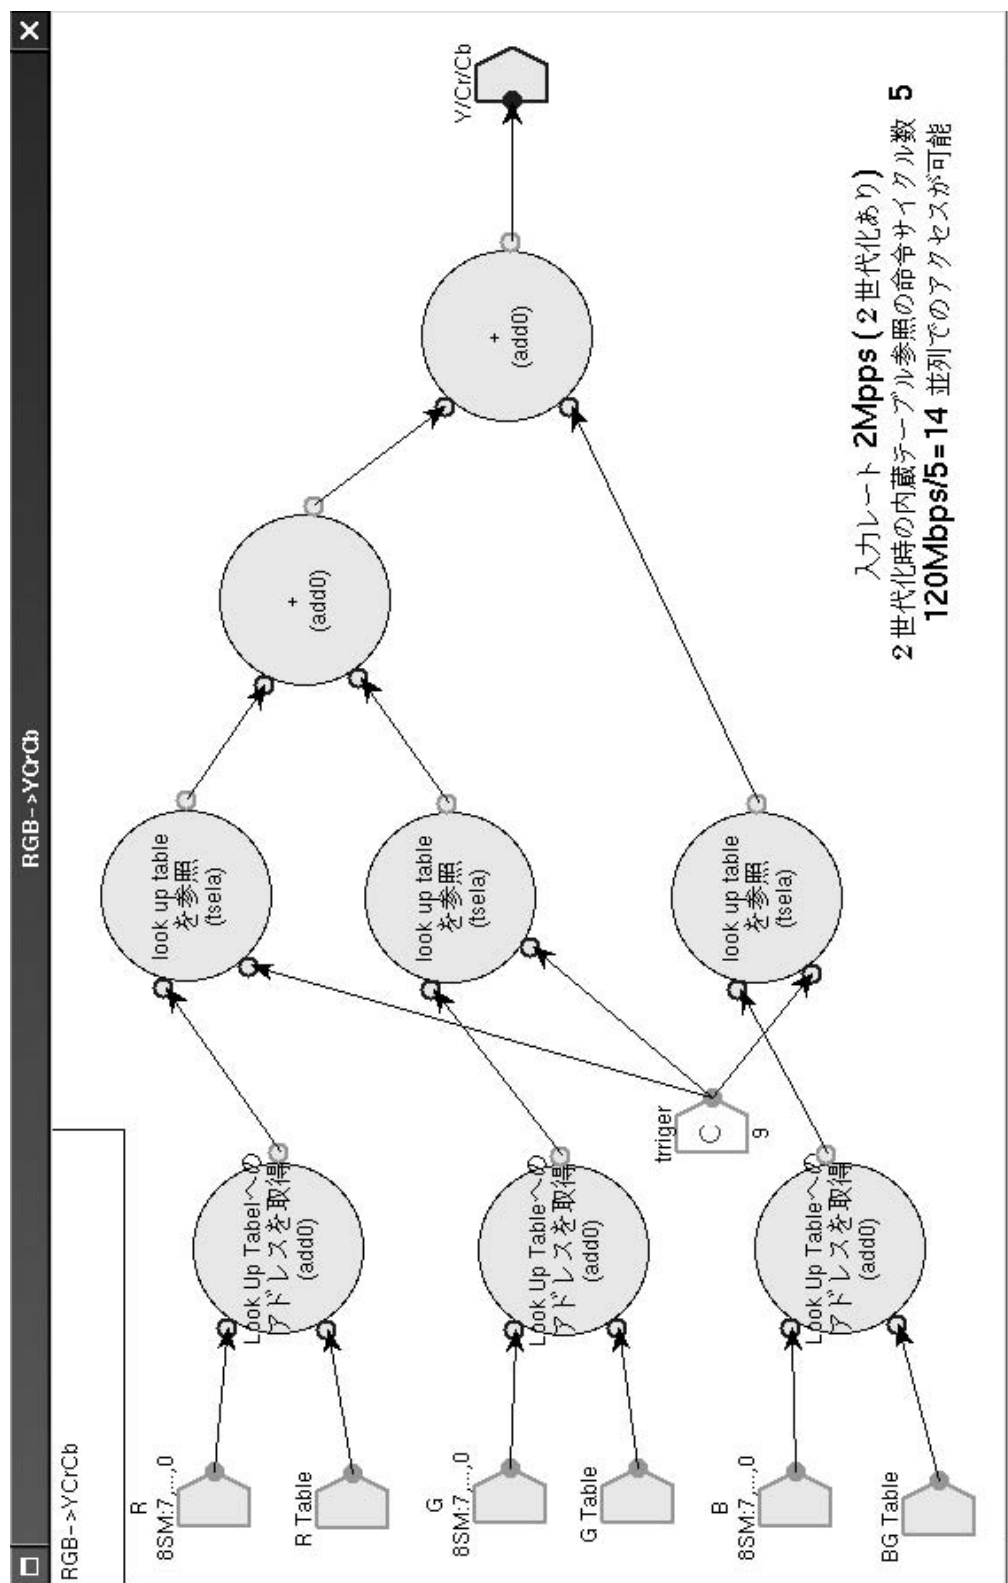 RGB->YCrCb
RGB->YCrCb
R
8SM:7,...,0
R Table
Look Up Tabelへの
アドレスを取得
(add0)
look up table
を参照
(tsela)
+
(add0)
G
8SM:7,...,0
G Table
Look Up Tableへの
アドレスを取得
(add0)
look up table
を参照
(tsela)
+
(add0)
Y/Cr/Cb
trriger
C
9
B
8SM:7,...,0
BG Table
Look Up Tableへの
アドレスを取得
(add0)
look up table
を参照
(tsela)
入力レート 2Mpps (２世代化あり)
２世代化時の内蔵テーブル参照の命令サイクル数 5
120Mbps/5=14 並列でのアクセスが可能